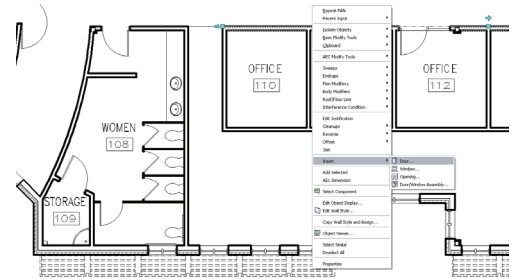 Repeat PAN
Recent Input
Isolate Objects
Basic Modify Tools
Clipboard
AEC Modify Tools
Sweeps
Endcaps
Plan Modifiers
Body Modifiers
Roof/Floor Line
Interference Condition
Edit Justification
Cleanups
Reverse
Offset
Join
Insert
Add Selected
AEC Dimension
Select Component
Edit Object Display...
Edit Wall Style...
Copy Wall Style and Assign...
Object Viewer...
Select Similar
Deselect All
Properties
Door...
Window...
Opening...
Door/Window Assembly...
OFFICE
110
OFFICE
112
WOMEN
108
STORAGE
109